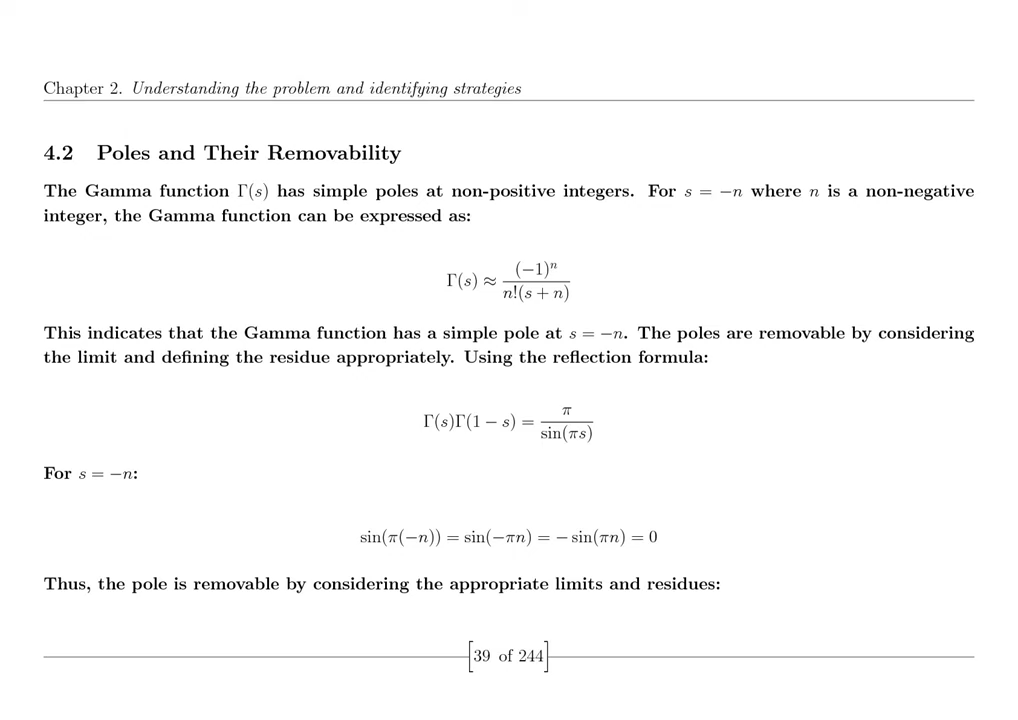 Chapter 2. Understanding the problem and identifying strategies
4.2 Poles and Their Removability
The Gamma function Γ(s) has simple poles at non-positive integers. For s = −n where n is a non-negative
integer, the Gamma function can be expressed as:
Γ(s) ≈ (−1)ⁿ / n!(s + n)
This indicates that the Gamma function has a simple pole at s = −n. The poles are removable by considering
the limit and defining the residue appropriately. Using the reflection formula:
Γ(s)Γ(1 − s) = π / sin(πs)
For s = −n:
sin(π(−n)) = sin(−πn) = − sin(πn) = 0
Thus, the pole is removable by considering the appropriate limits and residues:
[39 of 244]